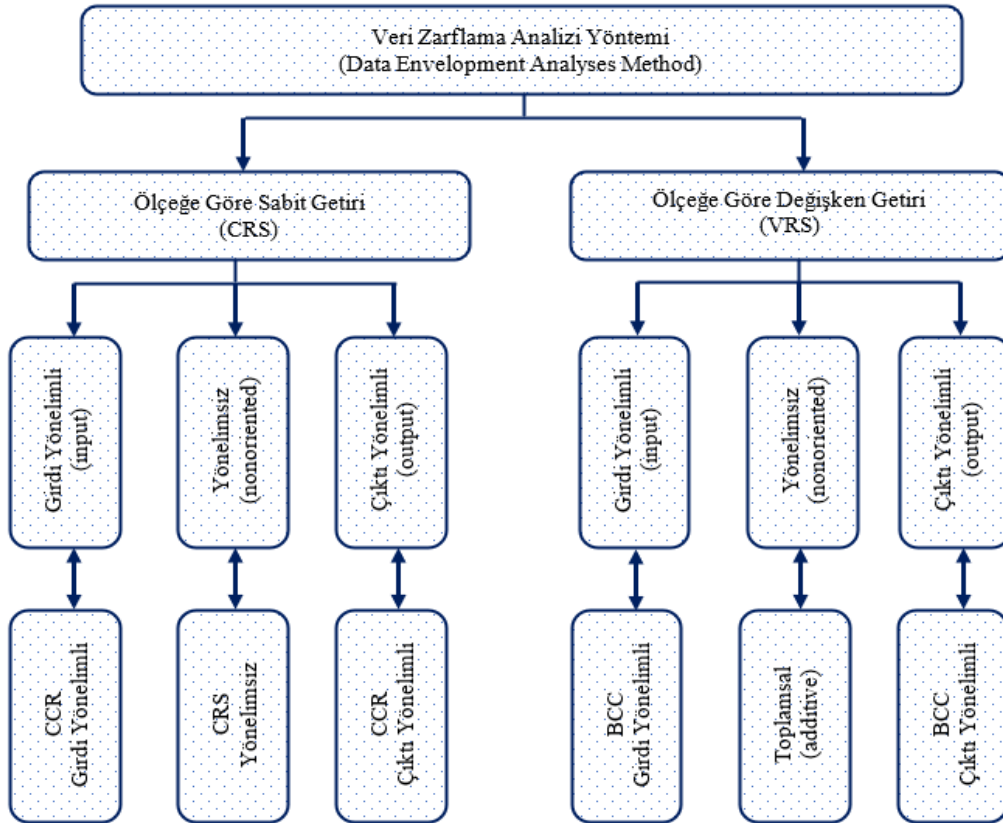 Veri Zarflama Analizi Yöntemi
(Data Envelopment Analyses Method)
Ölçeğe Göre Sabit Getiri
(CRS)
Ölçeğe Göre Değişken Getiri
(VRS)
Girdi Yönelimli
(input)
Yönelimsiz
(nonoriented)
Çıktı Yönelimli
(output)
Girdi Yönelimli
(input)
Yönelimsiz
(nonoriented)
Çıktı Yönelimli
(output)
CCR
Girdi Yönelimli
CRS
Yönelimsiz
CCR
Çıktı Yönelimli
BCC
Girdi Yönelimli
Toplamsal
(additive)
BCC
Çıktı Yönelimli